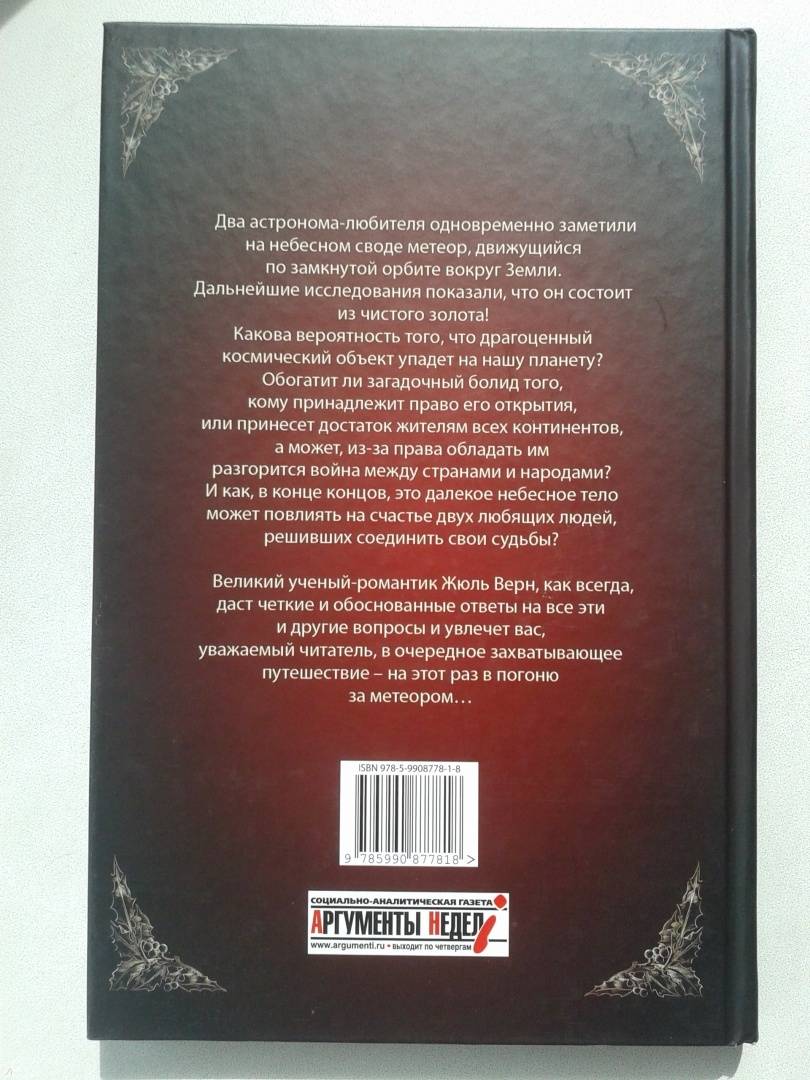 Два астронома-любителя одновременно заметили
на небесном своде метеор, движущийся
по замкнутой орбите вокруг Земли.
Дальнейшие исследования показали, что он состоит
из чистого золота!
Какова вероятность того, что драгоценный
космический объект упадет на нашу планету?
Обогатит ли загадочный болид того,
кому принадлежит право его открытия,
или принесет достаток жителям всех континентов,
а может, из-за права обладать им
разгорится война между странами и народами?
И как, в конце концов, это далекое небесное тело
может повлиять на счастье двух любящих людей,
решивших соединить свои судьбы?
Великий ученый-романтик Жюль Верн, как всегда,
даст четкие и обоснованные ответы на все эти
и другие вопросы и увлечет вас,
уважаемый читатель, в очередное захватывающее
путешествие – на этот раз в погоню
за метеором…
ISBN 978-5-9908778-1-8
9 785990 877818 >
СОЦИАЛЬНО-АНАЛИТИЧЕСКАЯ ГАЗЕТА
АРГУМЕНТЫ НЕДЕЛИ
www.argumenti.ru • выходит по четвергам